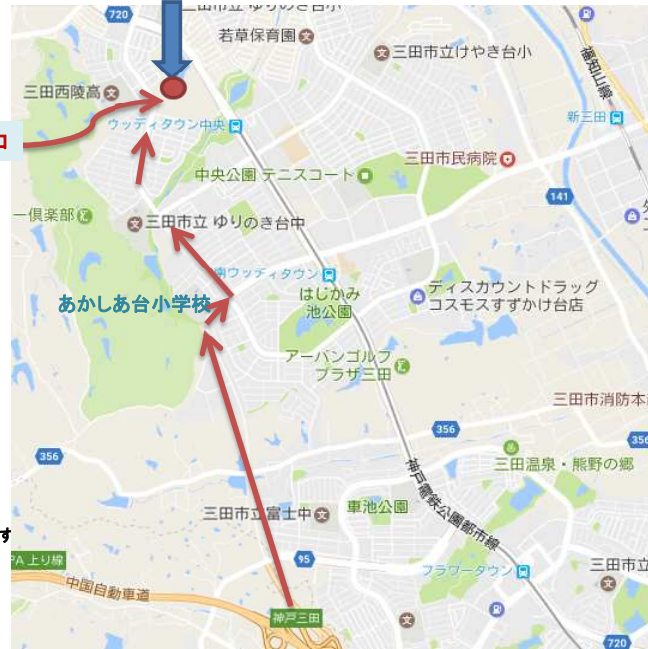 三田市立 ゆりのき台小
720
若草保育園
三田市立けやき台小
福知山線
三田西陵高
ウッディタウン中央
新三田
口
三田市民病院
中央公園 テニスコート
141
一倶楽部
三田市立 ゆりのき台中
南ウッディタウン
ディスカウントドラッグ
コスモスすずかけ台店
あかしあ台小学校
はじかみ
池公園
アーバンゴルフ
プラザ三田
三田市消防本
356
356
356
三田温泉・熊野の郷
神戸電鉄公園都市線
三田市立富士中
車池公園
す
PA 上り線
95
フラワータウン
三田市立
中国自動車道
神戸三田
720